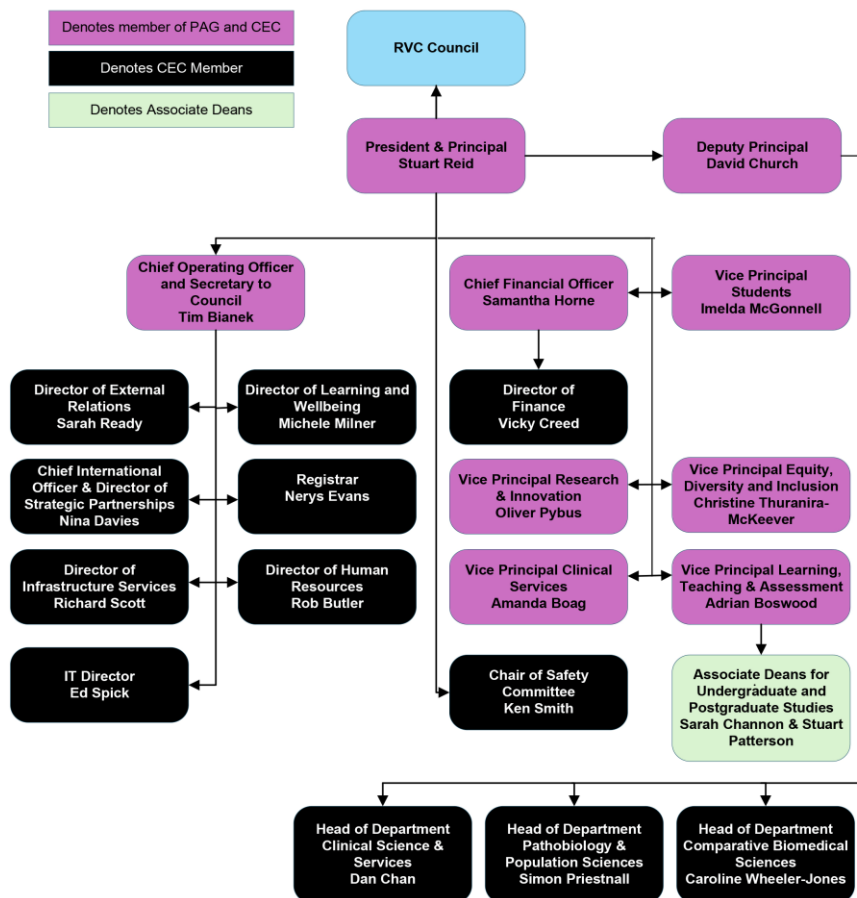 Denotes member of PAG and CEC
Denotes CEC Member
Denotes Associate Deans
RVC Council
President & Principal
Stuart Reid
Deputy Principal
David Church
Chief Operating Officer
and Secretary to
Council
Tim Bianek
Chief Financial Officer
Samantha Horne
Vice Principal
Students
Imelda McGonnell
Director of External
Relations
Sarah Ready
Director of Learning and
Wellbeing
Michele Milner
Director of
Finance
Vicky Creed
Chief International
Officer & Director of
Strategic Partnerships
Nina Davies
Registrar
Nerys Evans
Vice Principal Research
& Innovation
Oliver Pybus
Vice Principal Equity,
Diversity and Inclusion
Christine Thuranira-
McKeever
Director of
Infrastructure Services
Richard Scott
Director of Human
Resources
Rob Butler
Vice Principal Clinical
Services
Amanda Boag
Vice Principal Learning,
Teaching & Assessment
Adrian Boswood
IT Director
Ed Spick
Chair of Safety
Committee
Ken Smith
Associate Deans for
Undergraduate and
Postgraduate Studies
Sarah Channon & Stuart
Patterson
Head of Department
Clinical Science &
Services
Dan Chan
Head of Department
Pathobiology &
Population Sciences
Simon Priestnall
Head of Department
Comparative Biomedical
Sciences
Caroline Wheeler-Jones